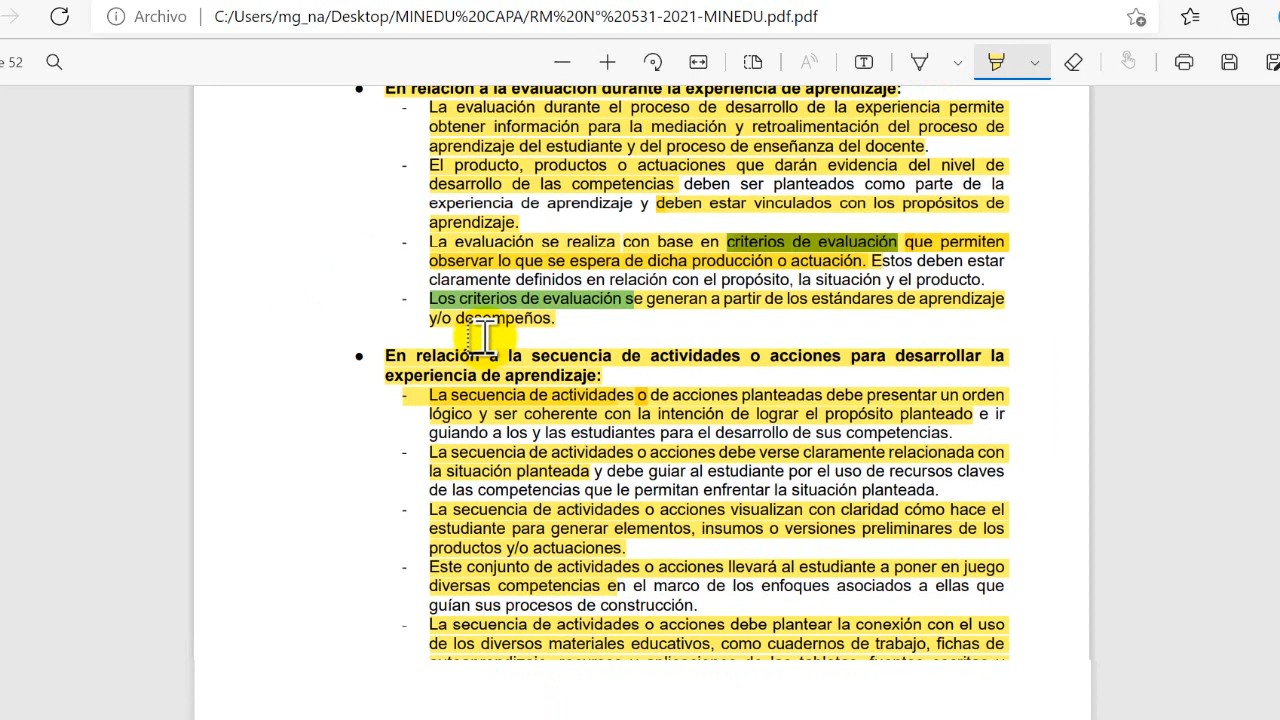 Archivo
C:/Users/mg_na/Desktop/MINEDU%20CAPA/RM%20N°%20531-2021-MINEDU.pdf.pdf
e 52
En relación a la evaluación durante la experiencia de aprendizaje:
- La evaluación durante el proceso de desarrollo de la experiencia permite
obtener información para la mediación y retroalimentación del proceso de
aprendizaje del estudiante y del proceso de enseñanza del docente.
- El producto, productos o actuaciones que darán evidencia del nivel de
desarrollo de las competencias deben ser planteados como parte de la
experiencia de aprendizaje y deben estar vinculados con los propósitos de
aprendizaje.
- La evaluación se realiza con base en criterios de evaluación que permiten
observar lo que se espera de dicha producción o actuación. Estos deben estar
claramente definidos en relación con el propósito, la situación y el producto.
- Los criterios de evaluación se generan a partir de los estándares de aprendizaje
y/o desempeños.
● En relación a la secuencia de actividades o acciones para desarrollar la
experiencia de aprendizaje:
- La secuencia de actividades o de acciones planteadas debe presentar un orden
lógico y ser coherente con la intención de lograr el propósito planteado e ir
guiando a los y las estudiantes para el desarrollo de sus competencias.
- La secuencia de actividades o acciones debe verse claramente relacionada con
la situación planteada y debe guiar al estudiante por el uso de recursos claves
de las competencias que le permitan enfrentar la situación planteada.
- La secuencia de actividades o acciones visualizan con claridad cómo hace el
estudiante para generar elementos, insumos o versiones preliminares de los
productos y/o actuaciones.
- Este conjunto de actividades o acciones llevará al estudiante a poner en juego
diversas competencias en el marco de los enfoques asociados a ellas que
guían sus procesos de construcción.
- La secuencia de actividades o acciones debe plantear la conexión con el uso
de los diversos materiales educativos, como cuadernos de trabajo, fichas de